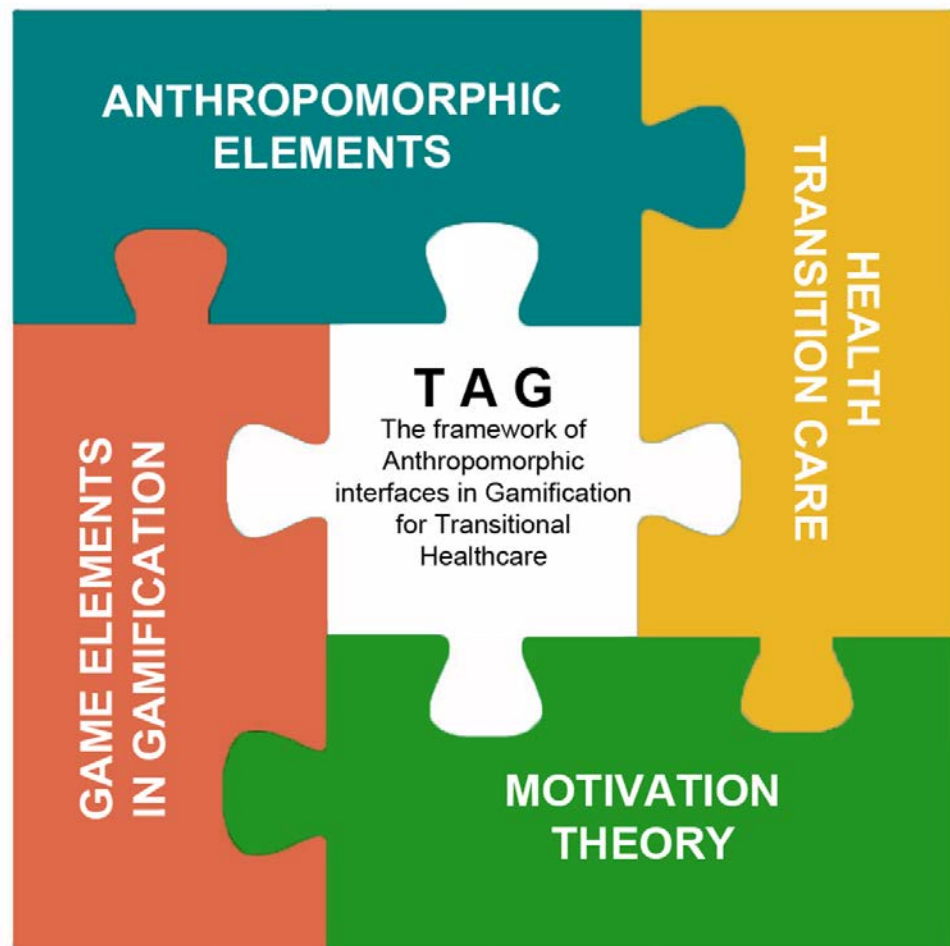 ANTHROPOMORPHIC
ELEMENTS
HEALTH
TRANSITION CARE
T A G
The framework of
Anthropomorphic
interfaces in Gamification
for Transitional
Healthcare
GAME ELEMENTS
IN GAMIFICATION
MOTIVATION
THEORY